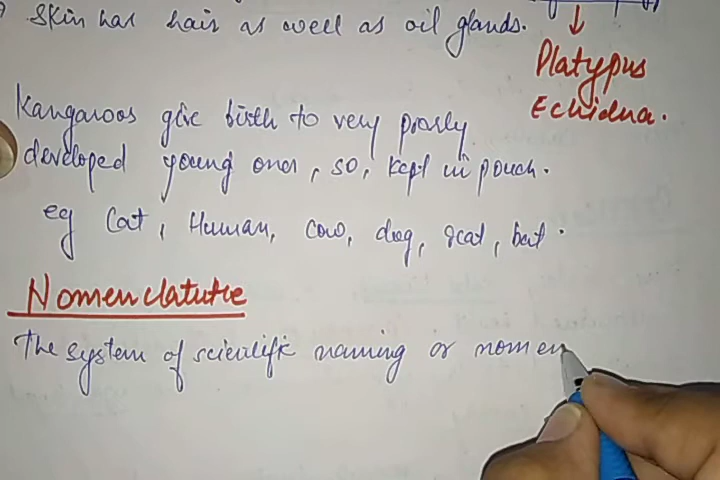 Skin has hair as well as oil glands.
Platypus
Echidna.
Kangaroos give birth to very poorly
developed young ones, so, kept in pouch.
eg Cat, Human, cow, dog, rat, bat.
Nomenclature
The system of scientific naming or nomen